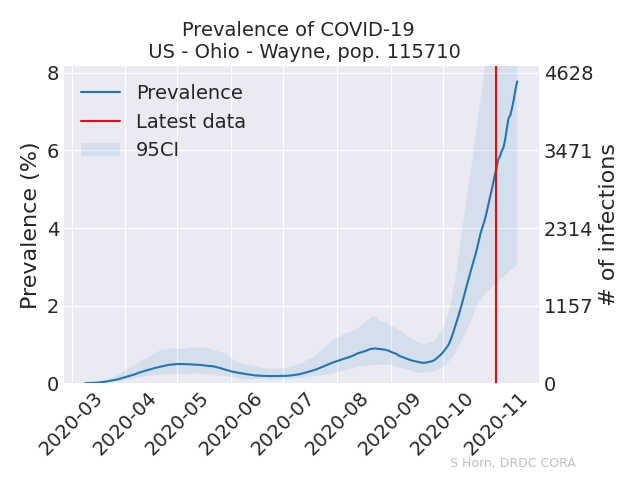 Prevalence of COVID-19
US - Ohio - Wayne, pop. 115710
Prevalence
Latest data
95CI
Prevalence (%)
8
6
4
2
0
4628
3471
2314
1157
0
# of infections
2020-03
2020-04
2020-05
2020-06
2020-07
2020-08
2020-09
2020-10
2020-11
S Horn, DRDC CORA